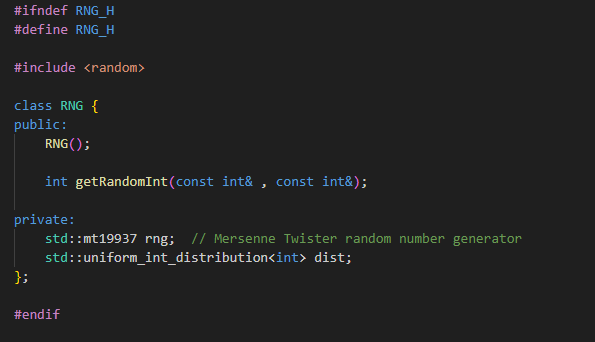 #ifndef RNG_H
#define RNG_H
#include <random>
class RNG {
public:
RNG();
int getRandomInt(const int& , const int&);
private:
std::mt19937 rng;  // Mersenne Twister random number generator
std::uniform_int_distribution<int> dist;
};
#endif